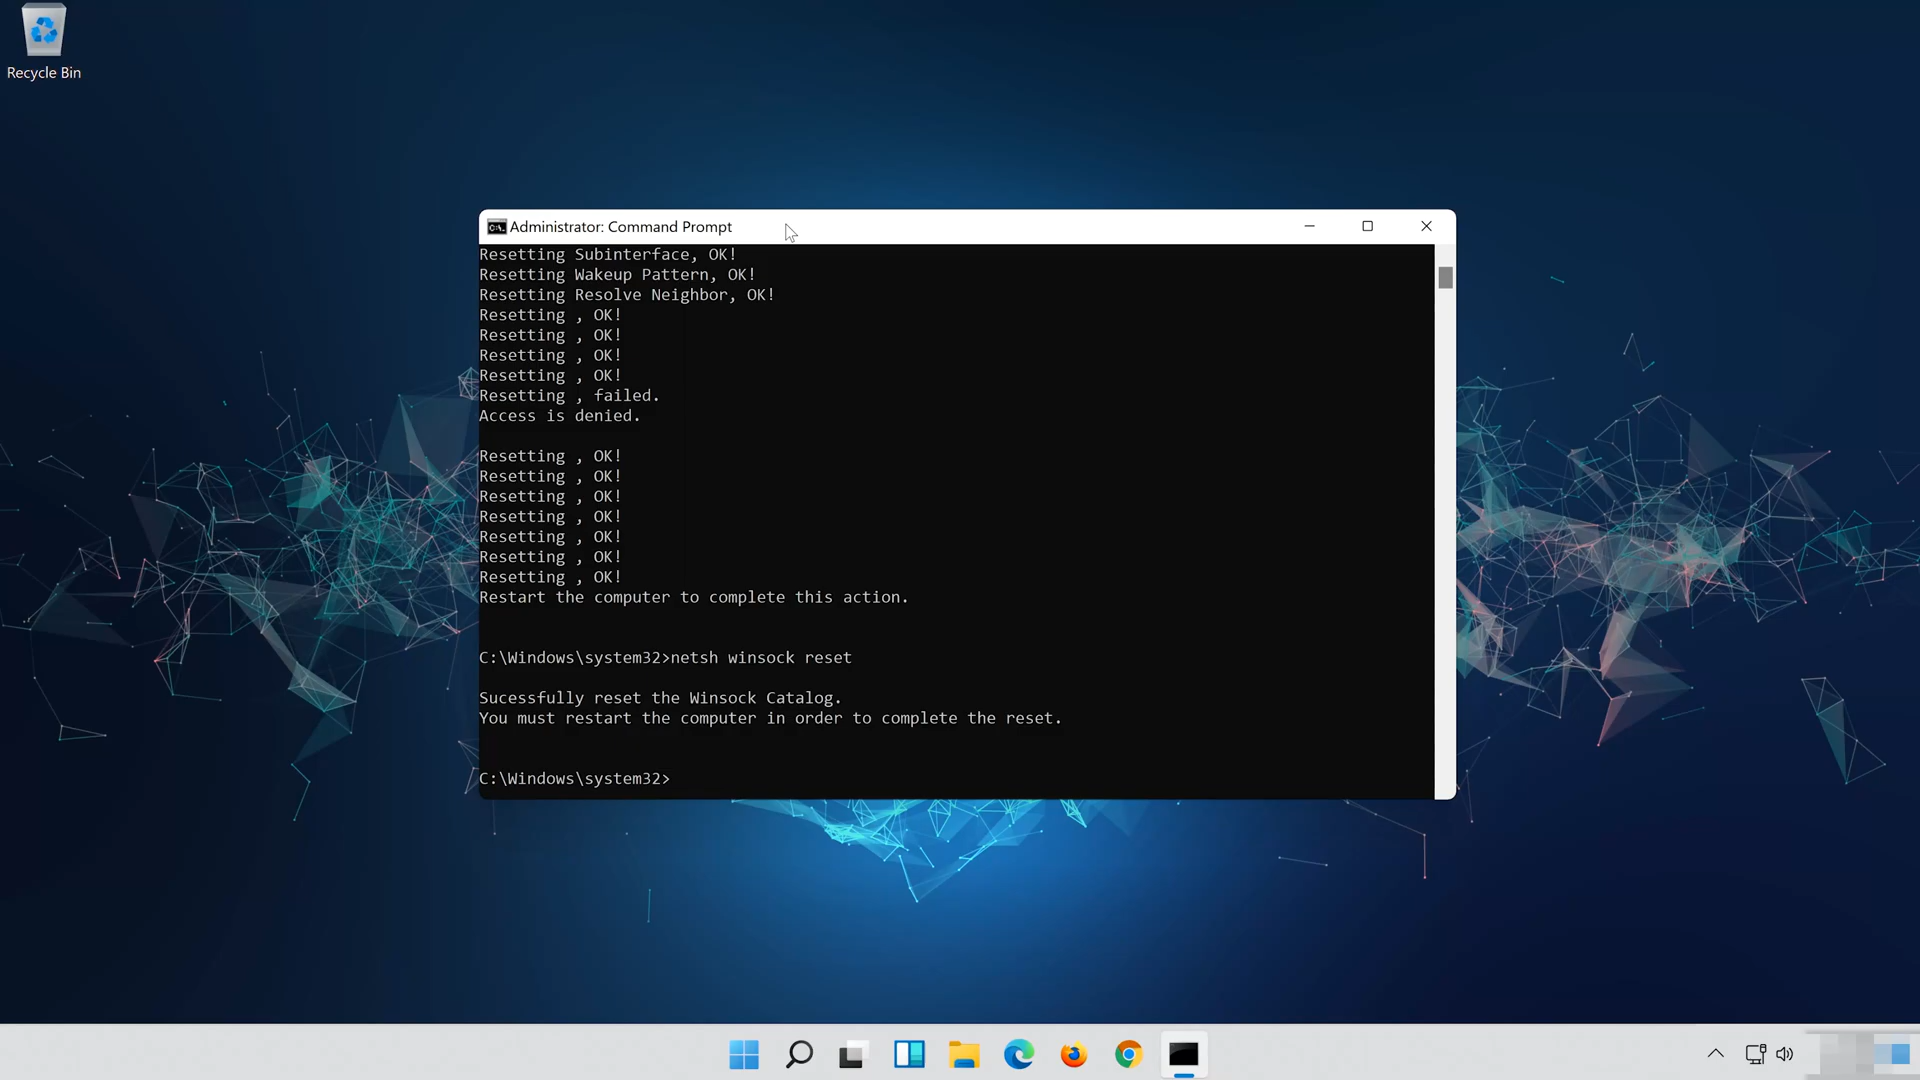 Recycle Bin
Administrator: Command Prompt
Resetting Subinterface, OK!
Resetting Wakeup Pattern, OK!
Resetting Resolve Neighbor, OK!
Resetting , OK!
Resetting , OK!
Resetting , OK!
Resetting , OK!
Resetting , failed.
Access is denied.
Resetting , OK!
Resetting , OK!
Resetting , OK!
Resetting , OK!
Resetting , OK!
Resetting , OK!
Resetting , OK!
Restart the computer to complete this action.
C:\Windows\system32>netsh winsock reset
Sucessfully reset the Winsock Catalog.
You must restart the computer in order to complete the reset.
C:\Windows\system32>